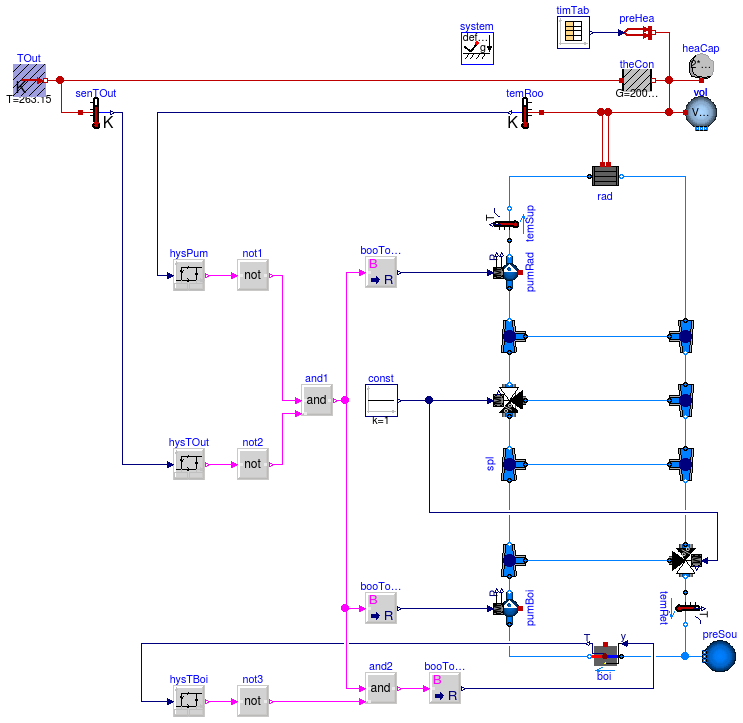 timTab
preHea
system
def...
g
TOut
K
T=263.15
theCon
G=200...
heaCap
2*...
senTOut
K
temRoo
K
vol
V...
rad
T
temSup
hysPum
not1
not
booTo...
B
R
pumRad
and1
and
const
k=1
hysTOut
not2
not
spl
booTo...
B
R
pumBoi
temRet
T
preSou
T
y
boi
hysTBoi
not3
not
and2
and
booTo...
B
R